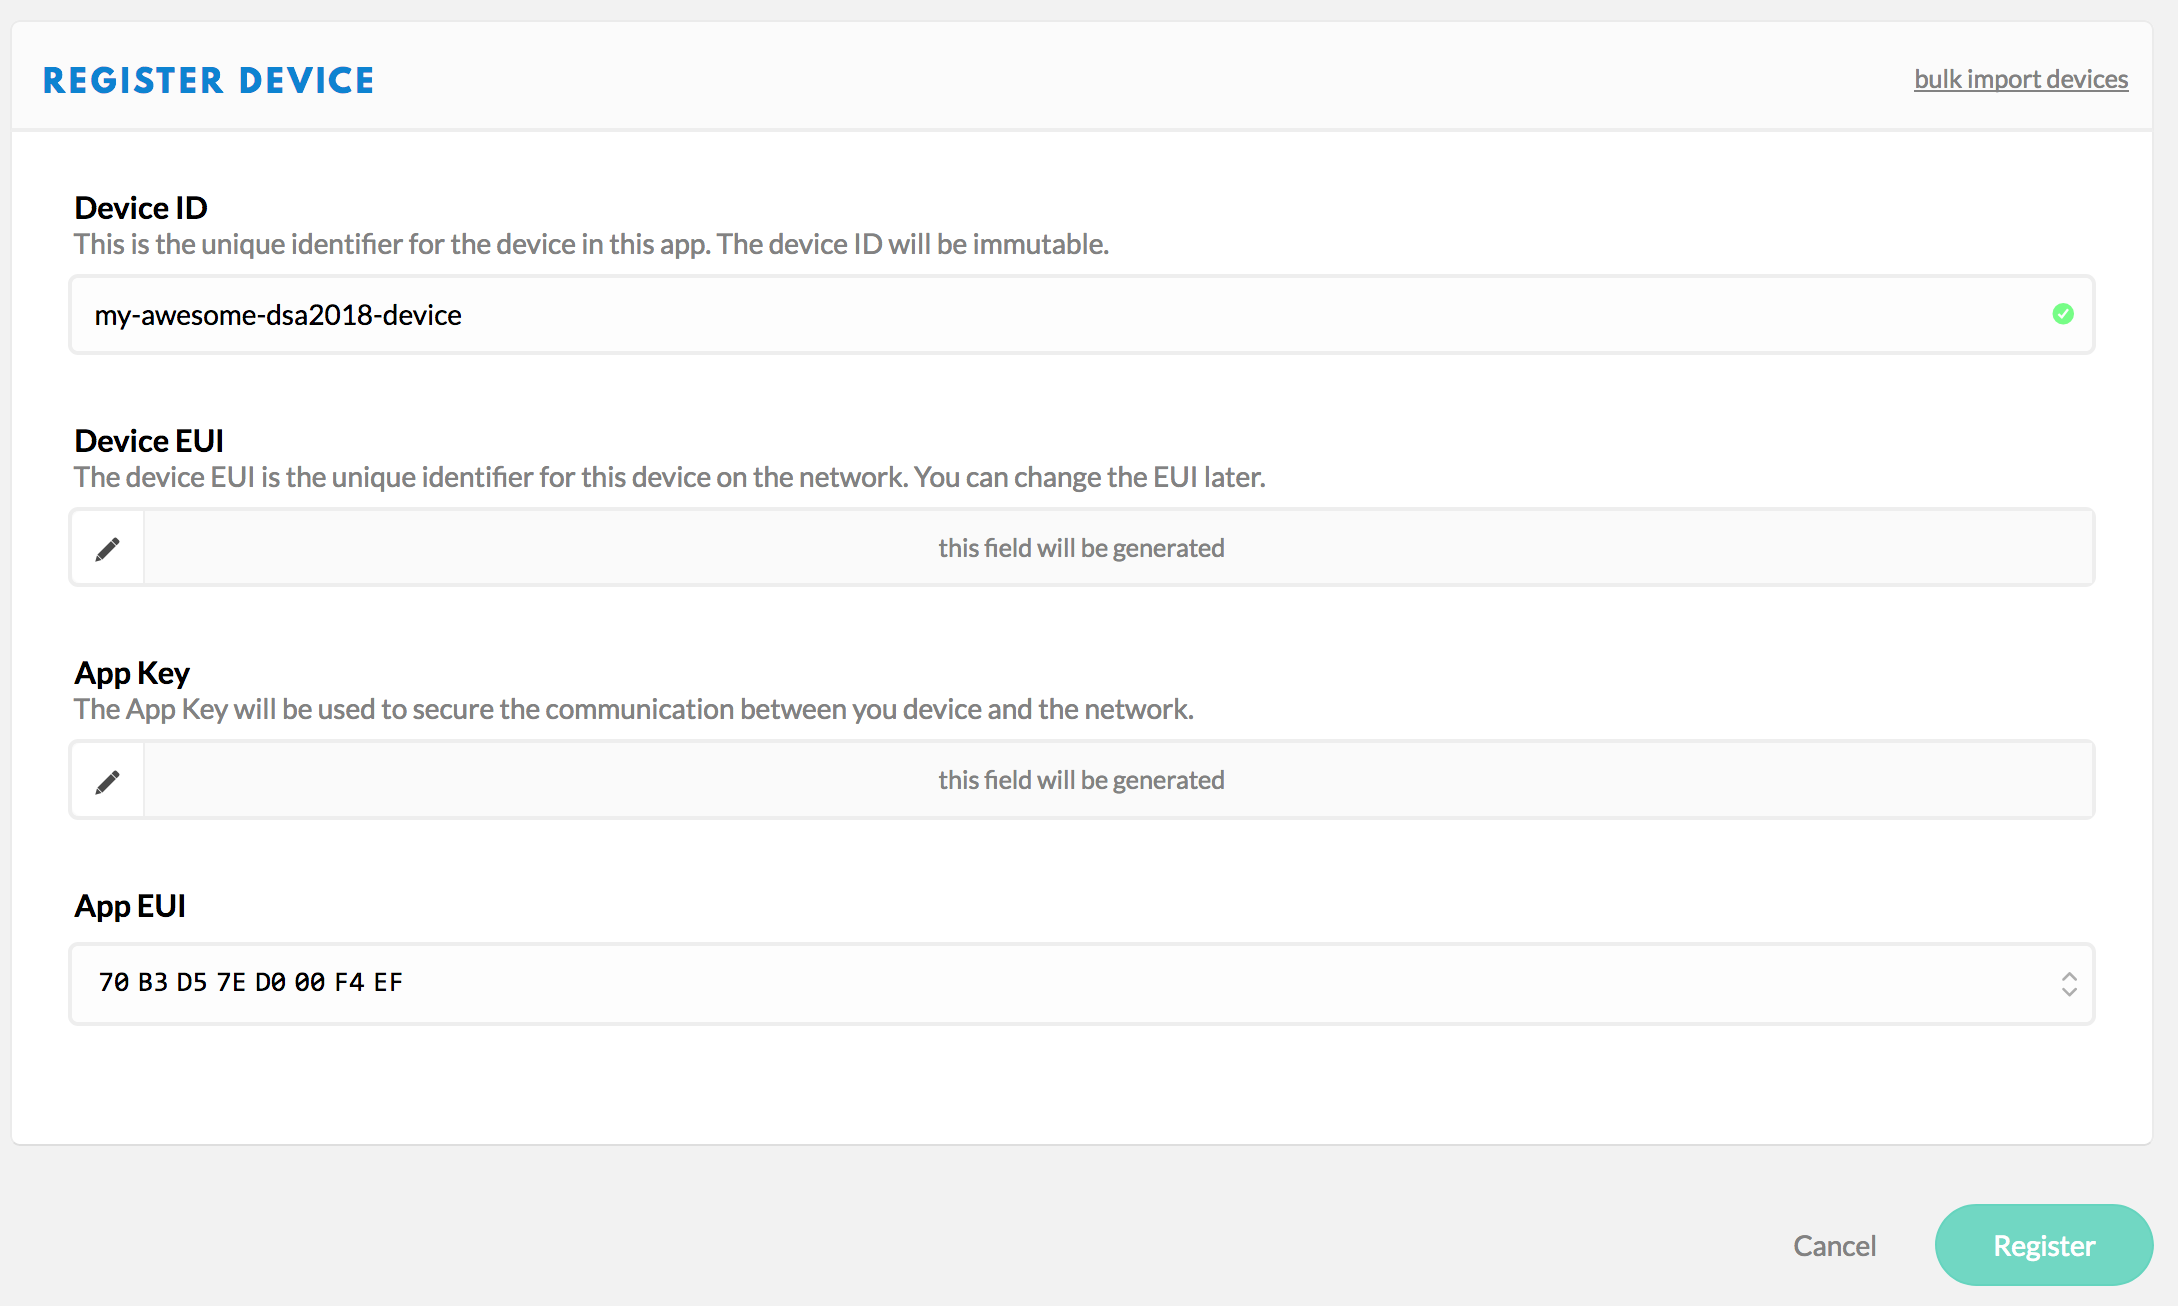 REGISTER DEVICE
bulk import devices
Device ID
This is the unique identifier for the device in this app. The device ID will be immutable.
my-awesome-dsa2018-device
Device EUI
The device EUI is the unique identifier for this device on the network. You can change the EUI later.
this field will be generated
App Key
The App Key will be used to secure the communication between you device and the network.
this field will be generated
App EUI
70 B3 D5 7E D0 00 F4 EF
Cancel
Register